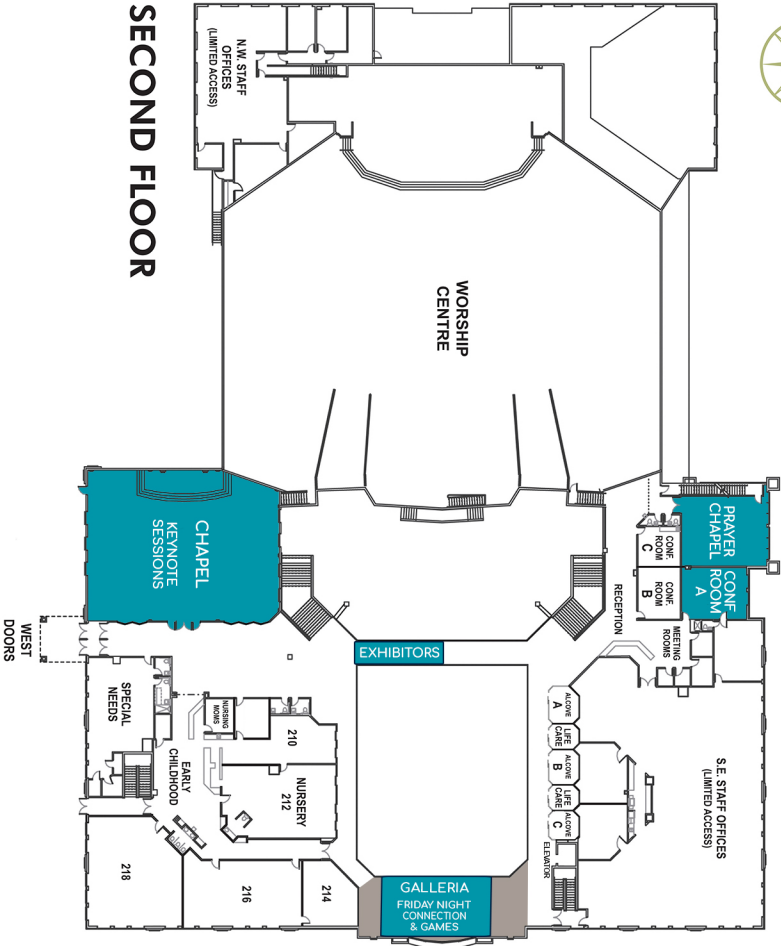 SECOND FLOOR
N.W. STAFF
OFFICES
(LIMITED ACCESS)
WORSHIP
CENTRE
CHAPEL
KEYNOTE
SESSIONS
PRAYER
CHAPEL
CONF.
ROOM
C
CONF.
ROOM
B
CONF
ROOM
A
RECEPTION
MEETING
ROOMS
WEST
DOORS
EXHIBITORS
SPECIAL
NEEDS
NURSING
MOMS
210
EARLY
CHILDHOOD
NURSERY
212
ALCOVE
A
LIFE
CARE
ALCOVE
B
LIFE
CARE
ALCOVE
C
S.E. STAFF OFFICES
(LIMITED ACCESS)
ELEVATOR
218
216
214
GALLERIA
FRIDAY NIGHT
CONNECTION
& GAMES